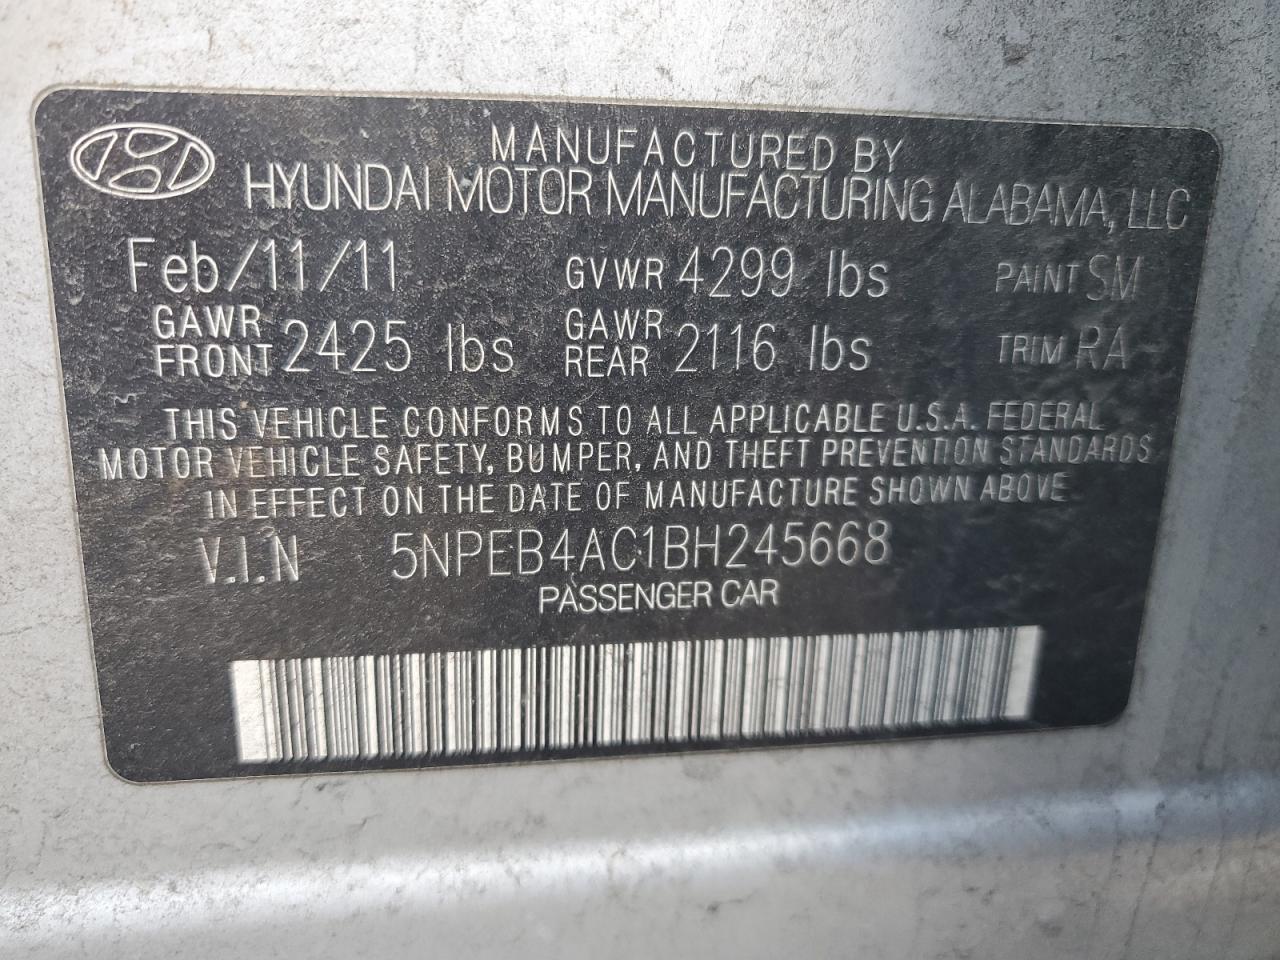 MANUFACTURED BY
HYUNDAI MOTOR MANUFACTURING ALABAMA, LLC
Feb/11/11 GVWR 4299 lbs PAINT SM
GAWR FRONT 2425 lbs GAWR REAR 2116 lbs TRIM RA
THIS VEHICLE CONFORMS TO ALL APPLICABLE U.S.A. FEDERAL
MOTOR VEHICLE SAFETY, BUMPER, AND THEFT PREVENTION STANDARDS
IN EFFECT ON THE DATE OF MANUFACTURE SHOWN ABOVE
V.I.N 5NPEB4AC1BH245668
PASSENGER CAR